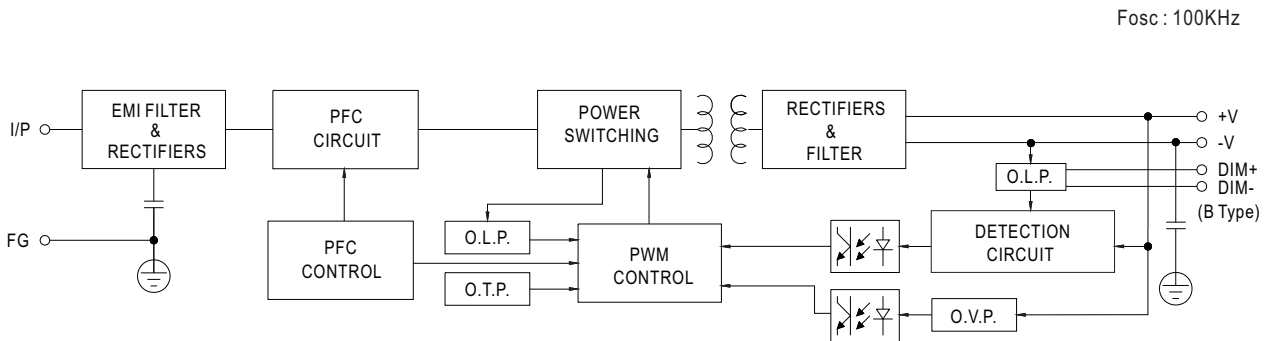 Fosc : 100KHz
I/P
EMI FILTER
&
RECTIFIERS
PFC
CIRCUIT
POWER
SWITCHING
RECTIFIERS
&
FILTER
+V
-V
DIM+
DIM-
(B Type)
O.L.P.
FG
PFC
CONTROL
O.L.P.
O.T.P.
PWM
CONTROL
DETECTION
CIRCUIT
O.V.P.